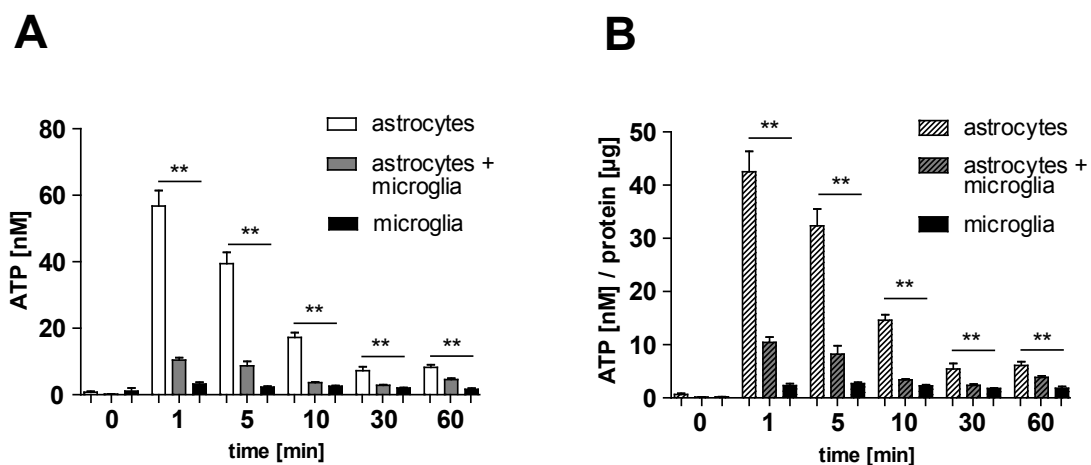 A
80
60
40
20
0
ATP [nM]
astrocytes
astrocytes +
microglia
microglia
**
**
**
**
**
0 1 5 10 30 60
time [min]
B
50
40
30
20
10
0
ATP [nM] / protein [µg]
astrocytes
astrocytes +
microglia
microglia
**
**
**
**
**
0 1 5 10 30 60
time [min]